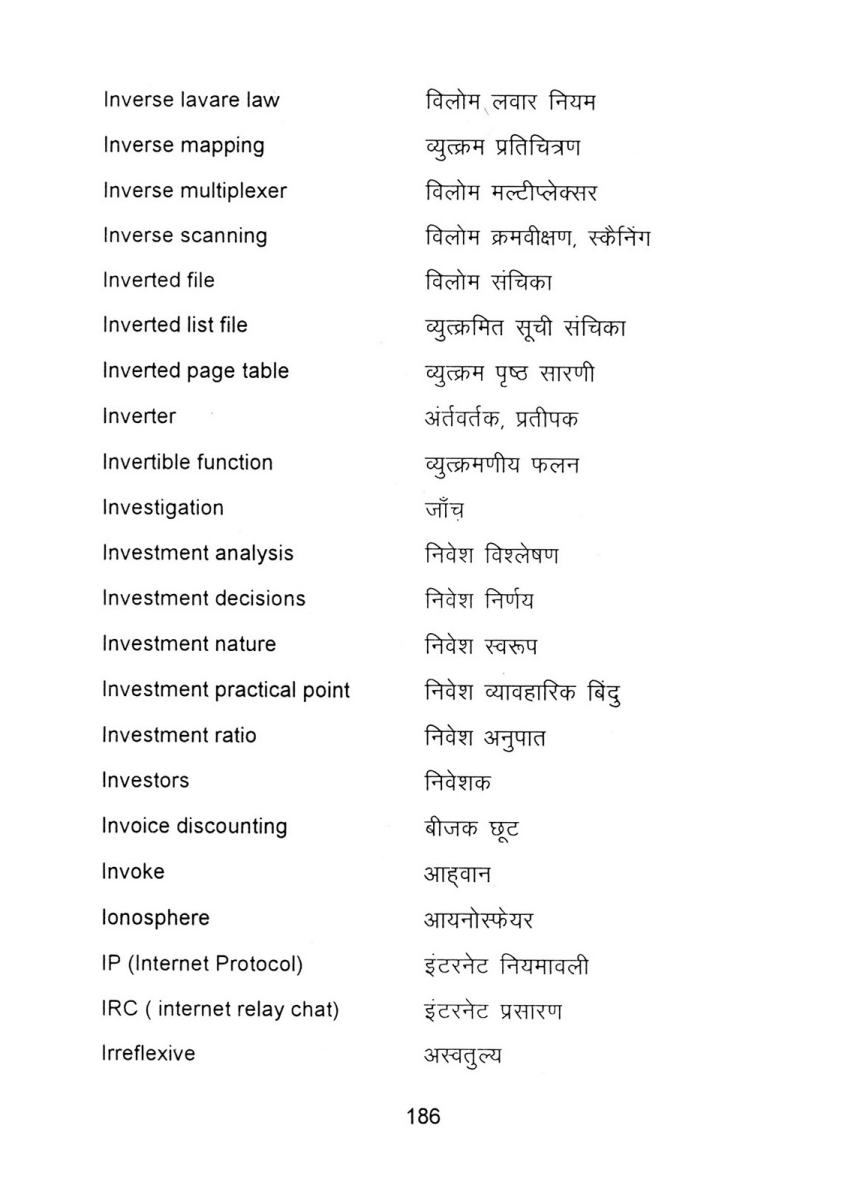 Inverse lavare law विलोम लवार नियम
Inverse mapping व्युत्क्रम प्रतिचित्रण
Inverse multiplexer विलोम मल्टीप्लेक्सर
Inverse scanning विलोम क्रमवीक्षण, स्कैनिंग
Inverted file विलोम संचिका
Inverted list file व्युत्क्रमित सूची संचिका
Inverted page table व्युत्क्रम पृष्ठ सारणी
Inverter अंर्तवर्तक, प्रतीपक
Invertible function व्युत्क्रमणीय फलन
Investigation जाँच
Investment analysis निवेश विश्लेषण
Investment decisions निवेश निर्णय
Investment nature निवेश स्वरूप
Investment practical point निवेश व्यावहारिक बिंदु
Investment ratio निवेश अनुपात
Investors निवेशक
Invoice discounting बीजक छूट
Invoke आह्वान
Ionosphere आयनोस्फेयर
IP (Internet Protocol) इंटरनेट नियमावली
IRC ( internet relay chat) इंटरनेट प्रसारण
Irreflexive अस्वतुल्य
186